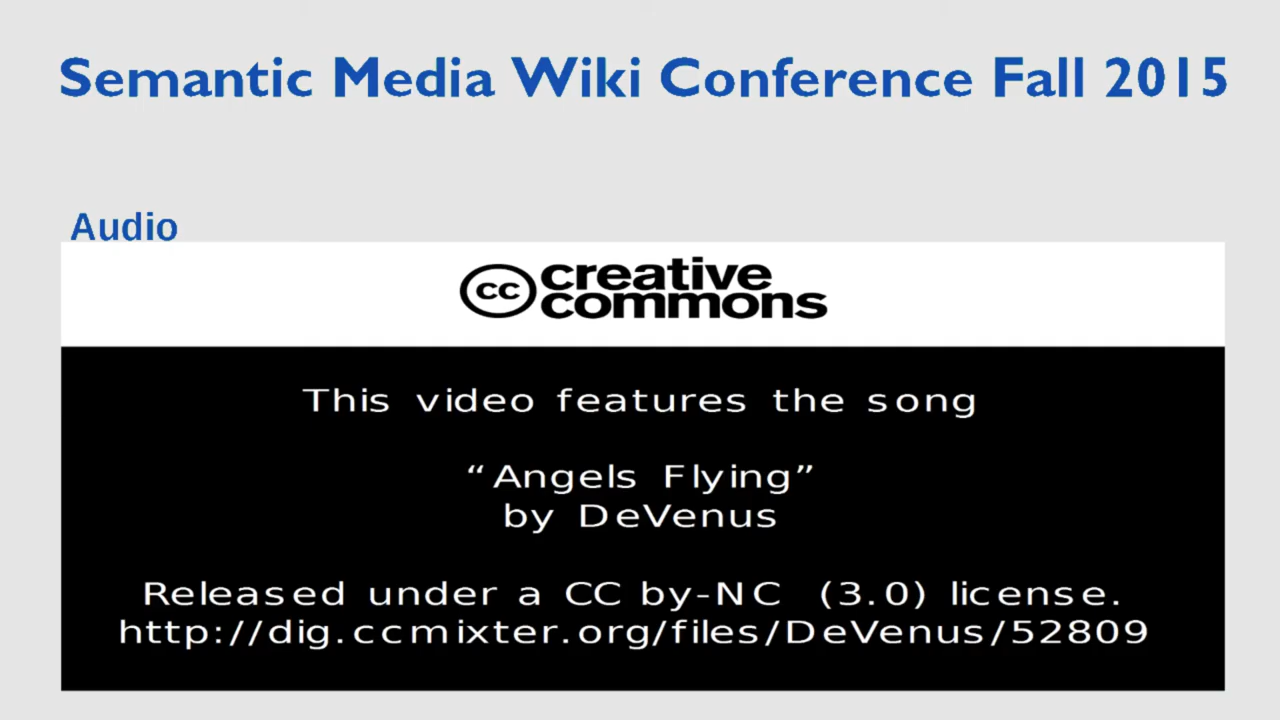 Semantic Media Wiki Conference Fall 2015
Audio
cc creative
commons
This video features the song
“Angels Flying”
by DeVenus
Released under a CC by-NC (3.0) license.
http://dig.ccmixter.org/files/DeVenus/52809